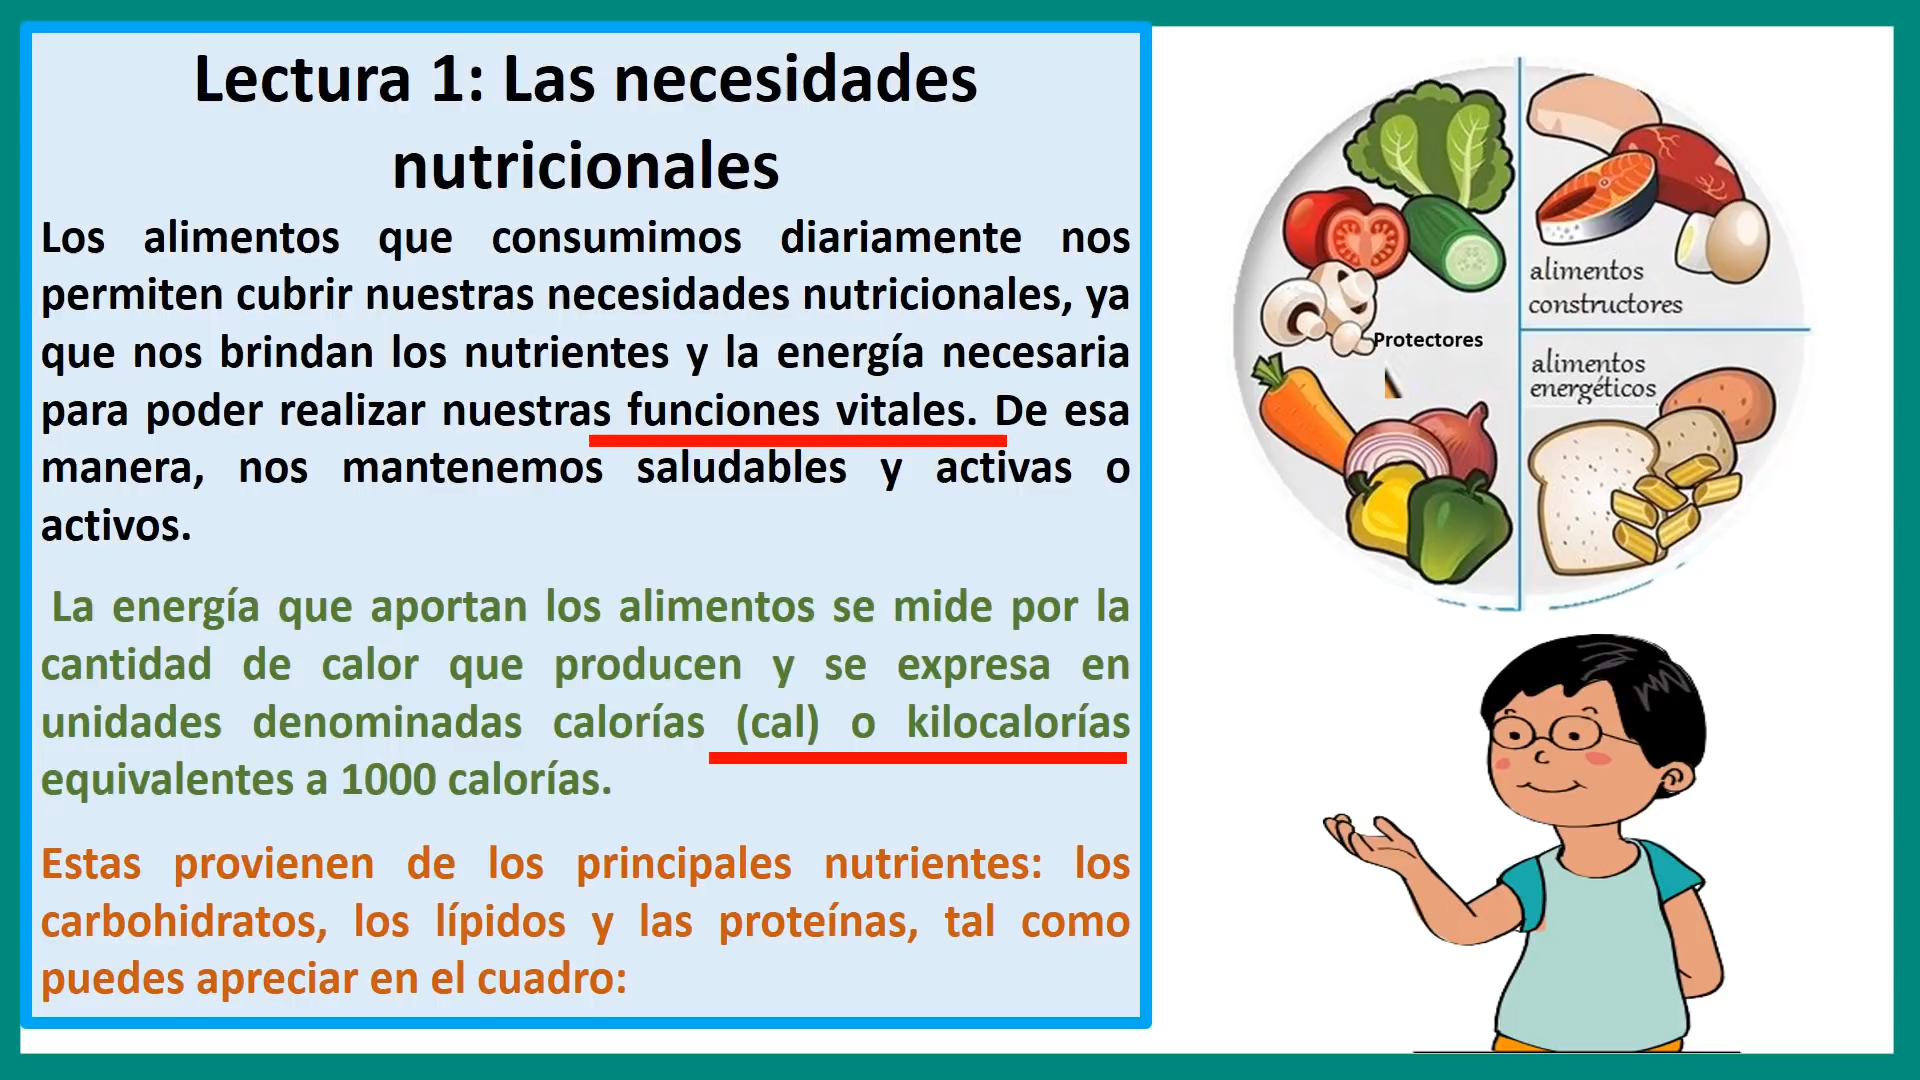 Lectura 1: Las necesidades
nutricionales
Los alimentos que consumimos diariamente nos
permiten cubrir nuestras necesidades nutricionales, ya
que nos brindan los nutrientes y la energía necesaria
para poder realizar nuestras funciones vitales. De esa
manera, nos mantenemos saludables y activas o
activos.
La energía que aportan los alimentos se mide por la
cantidad de calor que producen y se expresa en
unidades denominadas calorías (cal) o kilocalorías
equivalentes a 1000 calorías.
Estas provienen de los principales nutrientes: los
carbohidratos, los lípidos y las proteínas, tal como
puedes apreciar en el cuadro:
alimentos
constructores
Protectores
alimentos
energéticos